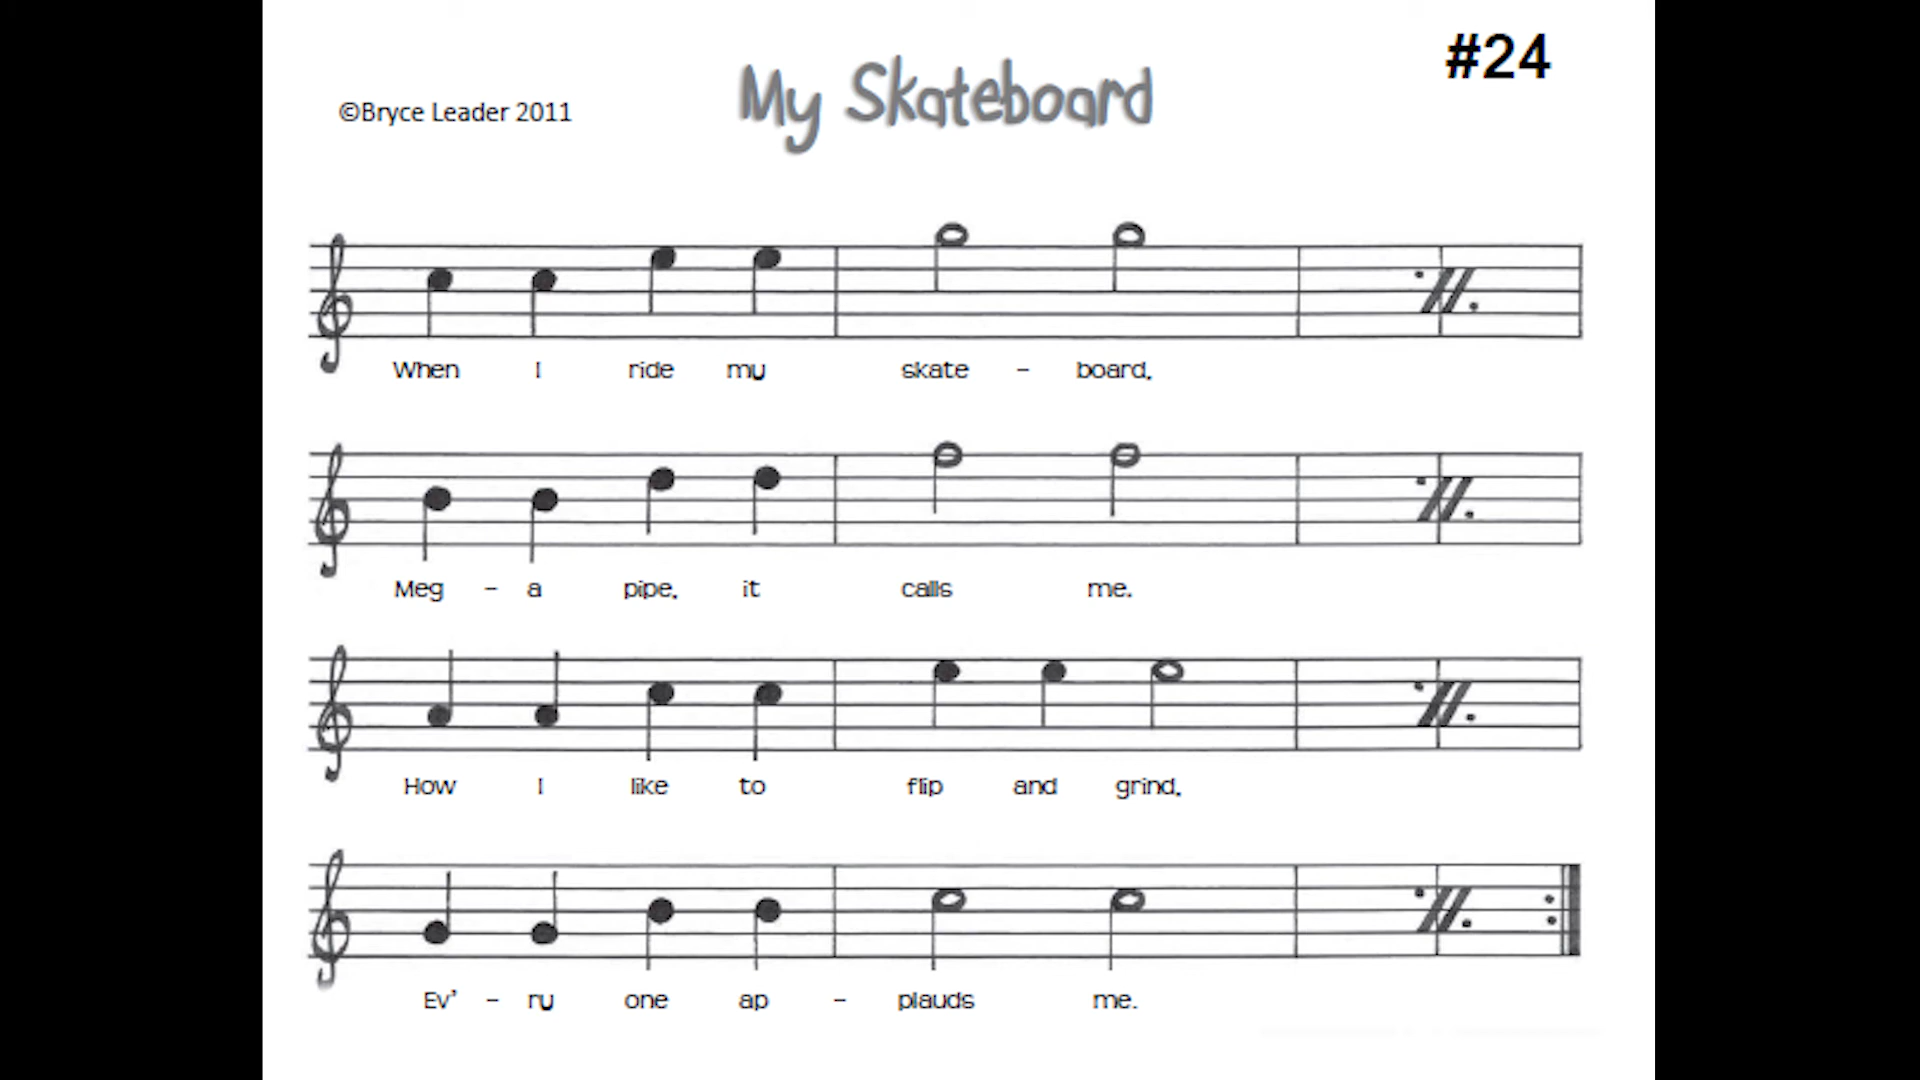 #24
My Skateboard
©Bryce Leader 2011
When I ride my skate - board.
Meg - a pipe, it calls me.
How I like to flip and grind.
Ev' - ry one ap - plauds me.